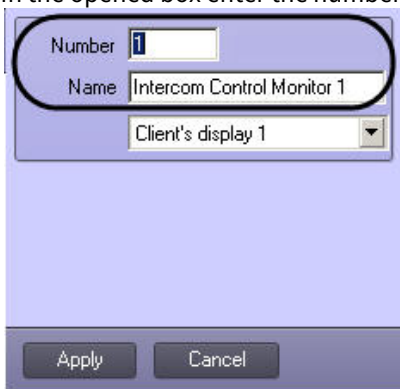 in the opened box enter the number
Number 1
Name Intercom Control Monitor 1
Client's display 1
Apply Cancel